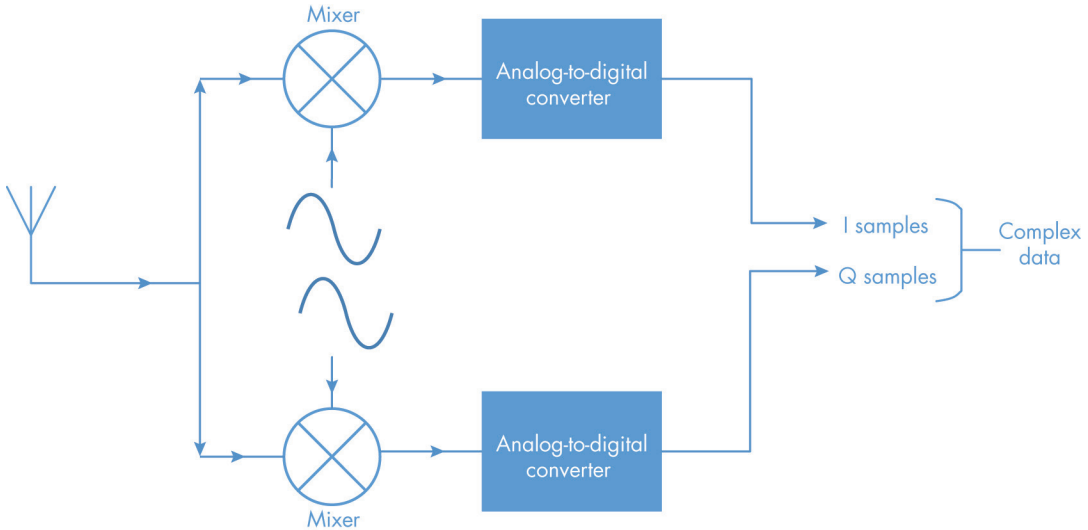 Mixer
Analog-to-digital
converter
I samples
Q samples
Complex
data
Analog-to-digital
converter
Mixer